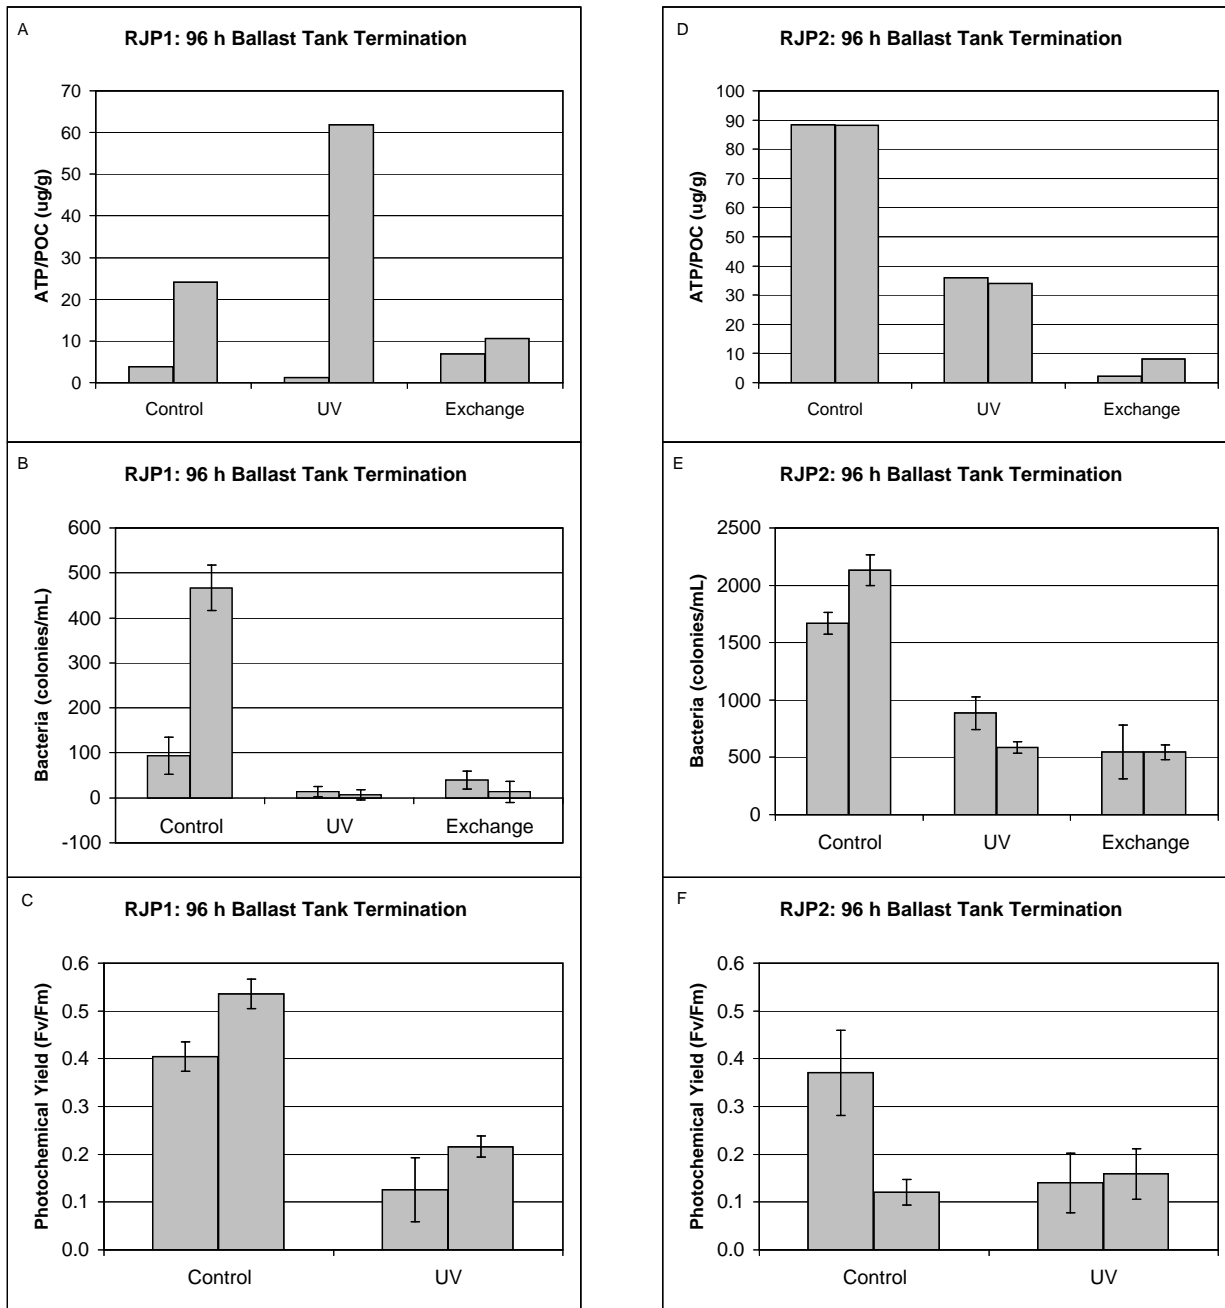 A
RJP1: 96 h Ballast Tank Termination
ATP/POC (ug/g)
70
60
50
40
30
20
10
0
Control UV Exchange
D
RJP2: 96 h Ballast Tank Termination
ATP/POC (ug/g)
100
90
80
70
60
50
40
30
20
10
0
Control UV Exchange
B
RJP1: 96 h Ballast Tank Termination
Bacteria (colonies/mL)
600
500
400
300
200
100
0
-100
Control UV Exchange
E
RJP2: 96 h Ballast Tank Termination
Bacteria (colonies/mL)
2500
2000
1500
1000
500
0
Control UV Exchange
C
RJP1: 96 h Ballast Tank Termination
Photochemical Yield (Fv/Fm)
0.6
0.5
0.4
0.3
0.2
0.1
0.0
Control UV
F
RJP2: 96 h Ballast Tank Termination
Photochemical Yield (Fv/Fm)
0.6
0.5
0.4
0.3
0.2
0.1
0.0
Control UV